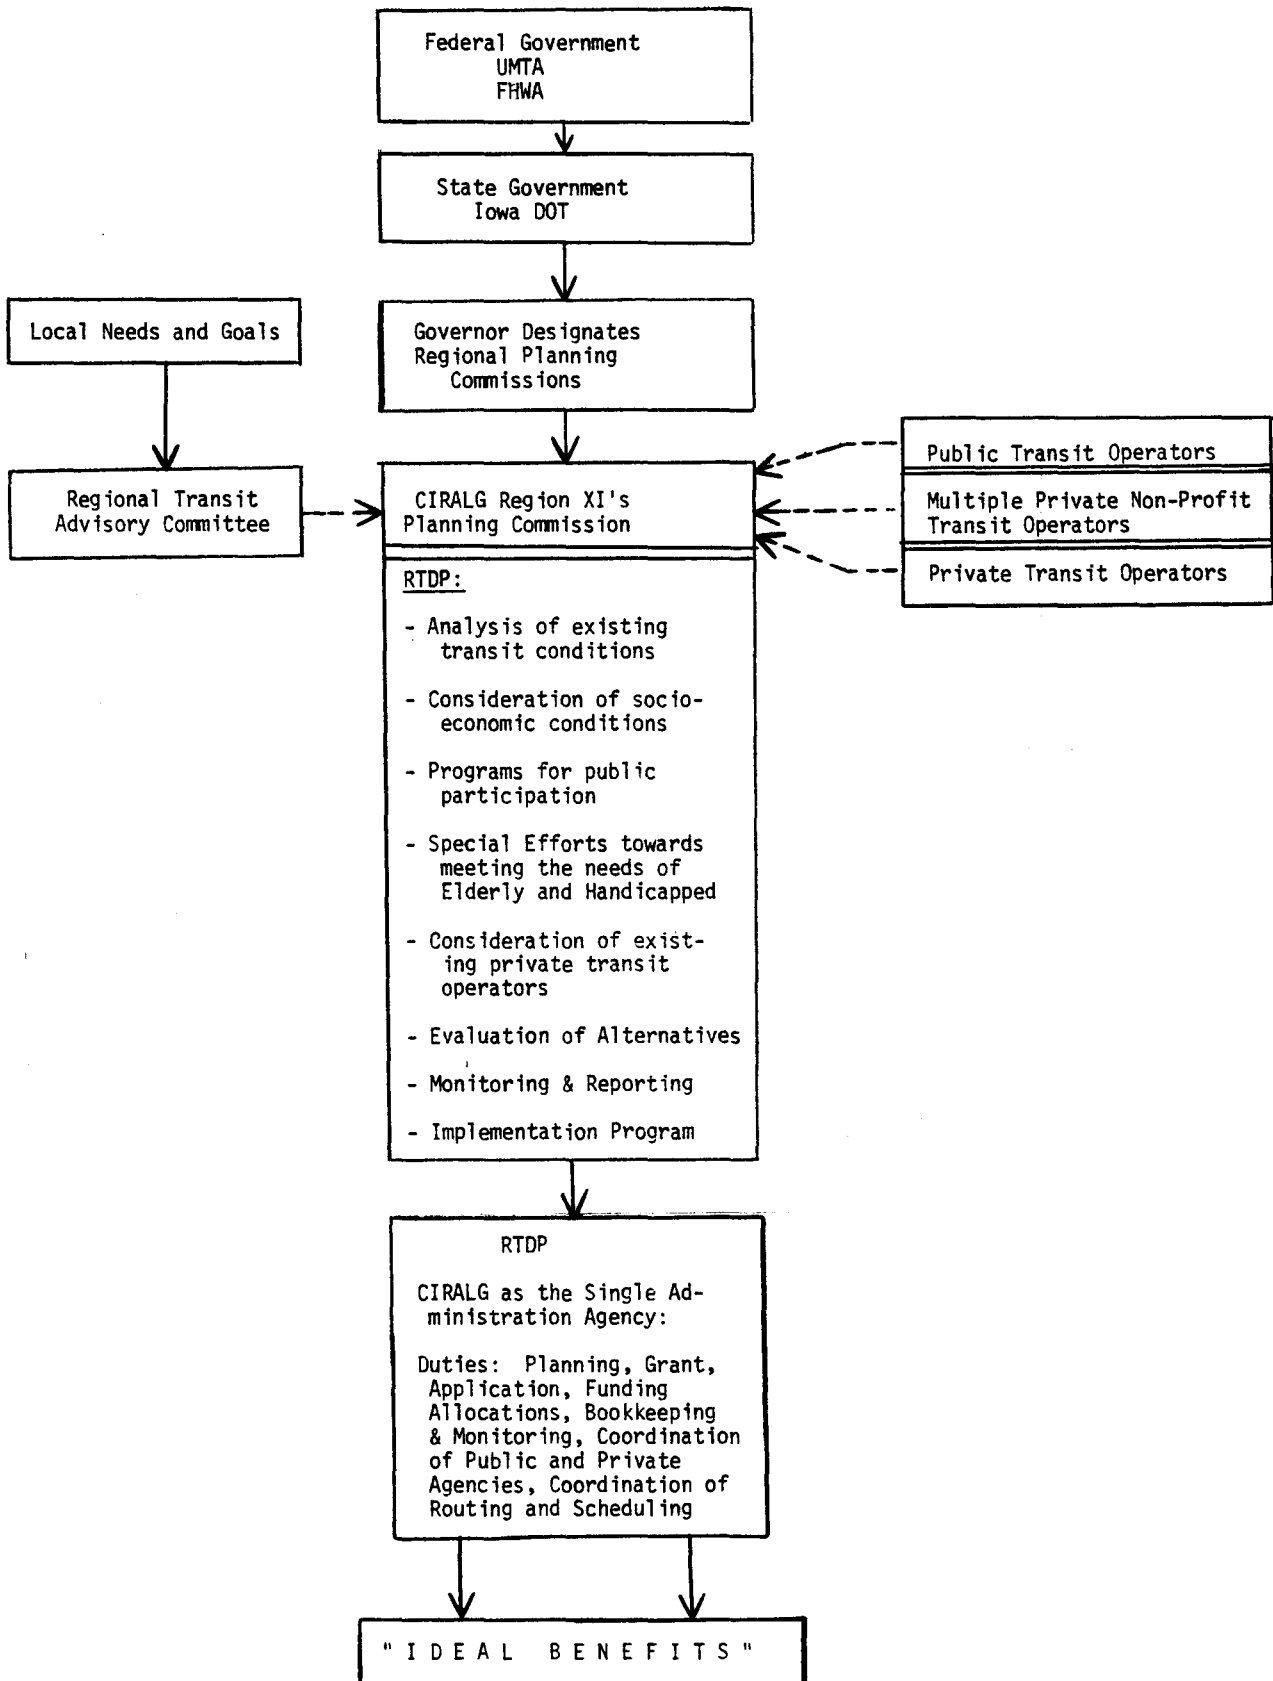 Federal Government
UMTA
FHWA
State Government
Iowa DOT
Governor Designates
Regional Planning
Commissions
Local Needs and Goals
Regional Transit
Advisory Committee
CIRALG Region XI's
Planning Commission
Public Transit Operators
Multiple Private Non-Profit
Transit Operators
Private Transit Operators
RTDP:
- Analysis of existing
transit conditions
- Consideration of socio-
economic conditions
- Programs for public
participation
- Special Efforts towards
meeting the needs of
Elderly and Handicapped
- Consideration of exist-
ing private transit
operators
- Evaluation of Alternatives
- Monitoring & Reporting
- Implementation Program
RTDP
CIRALG as the Single Ad-
ministration Agency:
Duties: Planning, Grant,
Application, Funding
Allocations, Bookkeeping
& Monitoring, Coordination
of Public and Private
Agencies, Coordination of
Routing and Scheduling
"IDEAL BENEFITS"